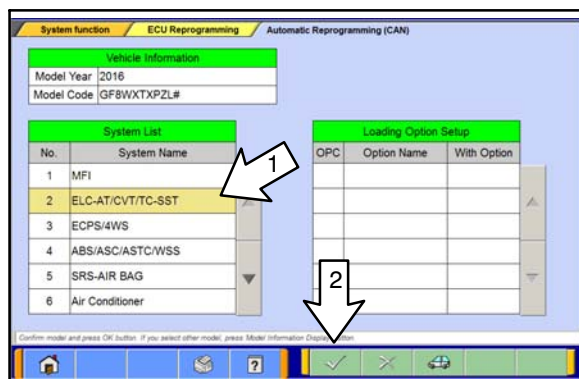 System function ECU Reprogramming Automatic Reprogramming (CAN)
Vehicle Information
Model Year 2016
Model Code GF8WXTXPZL#
System List
No. System Name
1 MFI
2 ELC-AT/CVT/TC-SST
3 ECPS/4WS
4 ABS/ASC/ASTC/WSS
5 SRS-AIR BAG
6 Air Conditioner
1
Loading Option Setup
OPC Option Name With Option
2
Confirm model and press OK button. If you select other model, press Model Information Display button
?